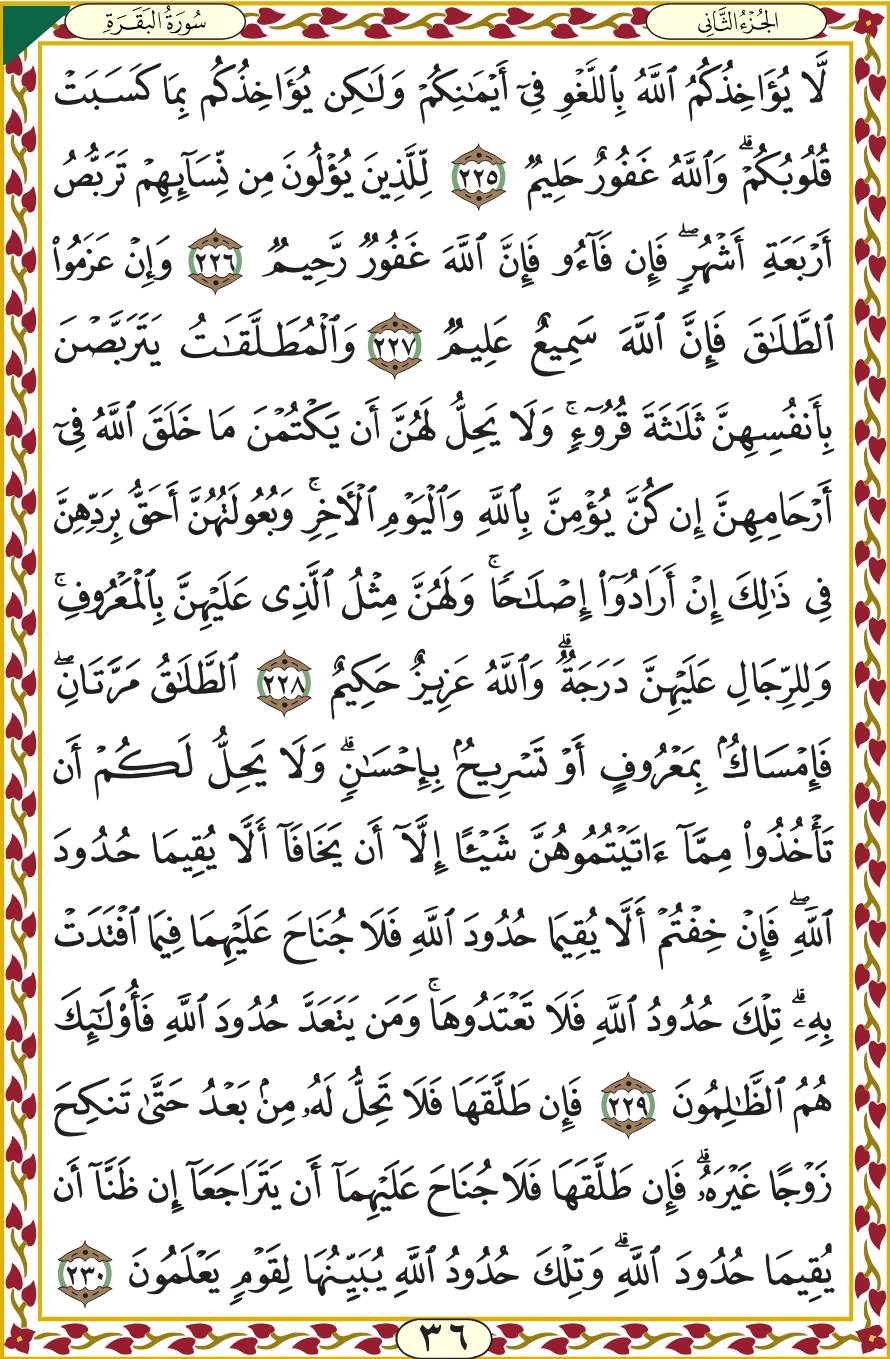 الجُزْءُ الثَّانِي
سُورَةُ البَقَرَةِ
لَّا يُؤَاخِذُكُمُ ٱللَّهُ بِٱللَّغْوِ فِىٓ أَيْمَٰنِكُمْ وَلَٰكِن يُؤَاخِذُكُم بِمَا كَسَبَتْ
قُلُوبُكُمْ ۗ وَٱللَّهُ غَفُورٌ حَلِيمٌ ٢٢٥ لِّلَّذِينَ يُؤْلُونَ مِن نِّسَآئِهِمْ تَرَبُّصُ
أَرْبَعَةِ أَشْهُرٍ ۖ فَإِن فَآءُو فَإِنَّ ٱللَّهَ غَفُورٌ رَّحِيمٌ ٢٢٦ وَإِنْ عَزَمُوا۟
ٱلطَّلَٰقَ فَإِنَّ ٱللَّهَ سَمِيعٌ عَلِيمٌ ٢٢٧ وَٱلْمُطَلَّقَٰتُ يَتَرَبَّصْنَ
بِأَنفُسِهِنَّ ثَلَٰثَةَ قُرُوٓءٍ ۚ وَلَا يَحِلُّ لَهُنَّ أَن يَكْتُمْنَ مَا خَلَقَ ٱللَّهُ فِىٓ
أَرْحَامِهِنَّ إِن كُنَّ يُؤْمِنَّ بِٱللَّهِ وَٱلْيَوْمِ ٱلْأَخِرِ ۚ وَبُعُولَتُهُنَّ أَحَقُّ بِرَدِّهِنَّ
فِى ذَٰلِكَ إِنْ أَرَادُوٓا۟ إِصْلَٰحًا ۚ وَلَهُنَّ مِثْلُ ٱلَّذِى عَلَيْهِنَّ بِٱلْمَعْرُوفِ ۚ
وَلِلرِّجَالِ عَلَيْهِنَّ دَرَجَةٌ ۗ وَٱللَّهُ عَزِيزٌ حَكِيمٌ ٢٢٨ ٱلطَّلَٰقُ مَرَّتَانِ ۖ
فَإِمْسَاكٌۢ بِمَعْرُوفٍ أَوْ تَسْرِيحٌۢ بِإِحْسَٰنٍ ۗ وَلَا يَحِلُّ لَكُمْ أَن
تَأْخُذُوا۟ مِمَّآ ءَاتَيْتُمُوهُنَّ شَيْـًٔا إِلَّآ أَن يَخَافَآ أَلَّا يُقِيمَا حُدُودَ
ٱللَّهِ ۖ فَإِنْ خِفْتُمْ أَلَّا يُقِيمَا حُدُودَ ٱللَّهِ فَلَا جُنَاحَ عَلَيْهِمَا فِيمَا ٱفْتَدَتْ
بِهِۦ ۗ تِلْكَ حُدُودُ ٱللَّهِ فَلَا تَعْتَدُوهَا ۚ وَمَن يَتَعَدَّ حُدُودَ ٱللَّهِ فَأُو۟لَٰٓئِكَ
هُمُ ٱلظَّٰلِمُونَ ٢٢٩ فَإِن طَلَّقَهَا فَلَا تَحِلُّ لَهُۥ مِنۢ بَعْدُ حَتَّىٰ تَنكِحَ
زَوْجًا غَيْرَهُۥ ۗ فَإِن طَلَّقَهَا فَلَا جُنَاحَ عَلَيْهِمَآ أَن يَتَرَاجَعَآ إِن ظَنَّآ أَن
يُقِيمَا حُدُودَ ٱللَّهِ ۗ وَتِلْكَ حُدُودُ ٱللَّهِ يُبَيِّنُهَا لِقَوْمٍ يَعْلَمُونَ ٢٣٠
٣٦